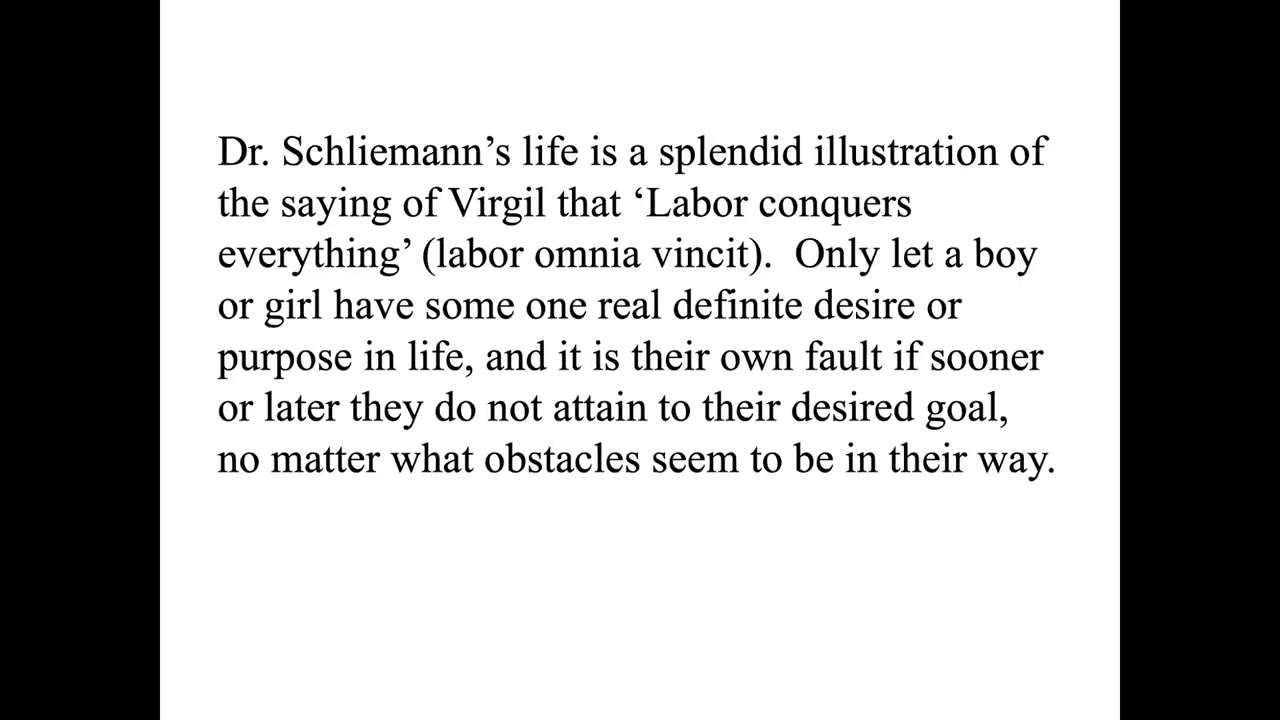 Dr. Schliemann’s life is a splendid illustration of
the saying of Virgil that ‘Labor conquers
everything’ (labor omnia vincit).  Only let a boy
or girl have some one real definite desire or
purpose in life, and it is their own fault if sooner
or later they do not attain to their desired goal,
no matter what obstacles seem to be in their way.